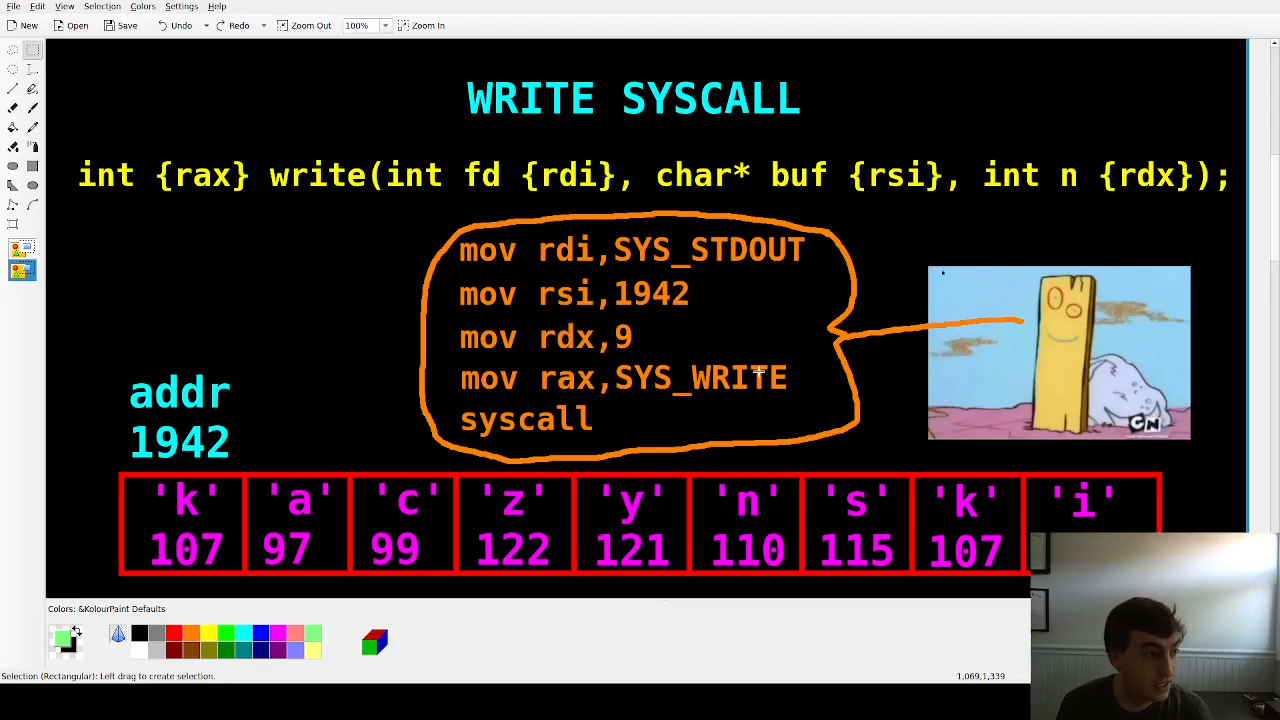 File Edit View Selection Colors Settings Help
New Open Save Undo Redo Zoom Out 100% Zoom In
WRITE SYSCALL
int {rax} write(int fd {rdi}, char* buf {rsi}, int n {rdx});
mov rdi,SYS_STDOUT
mov rsi,1942
mov rdx,9
mov rax,SYS_WRITE
syscall
CN
addr
1942
'k' 'a' 'c' 'z' 'y' 'n' 's' 'k' 'i'
107 97 99 122 121 110 115 107
Colors: &KolourPaint Defaults
Selection (Rectangular): Left drag to create selection.
1,069,1,339